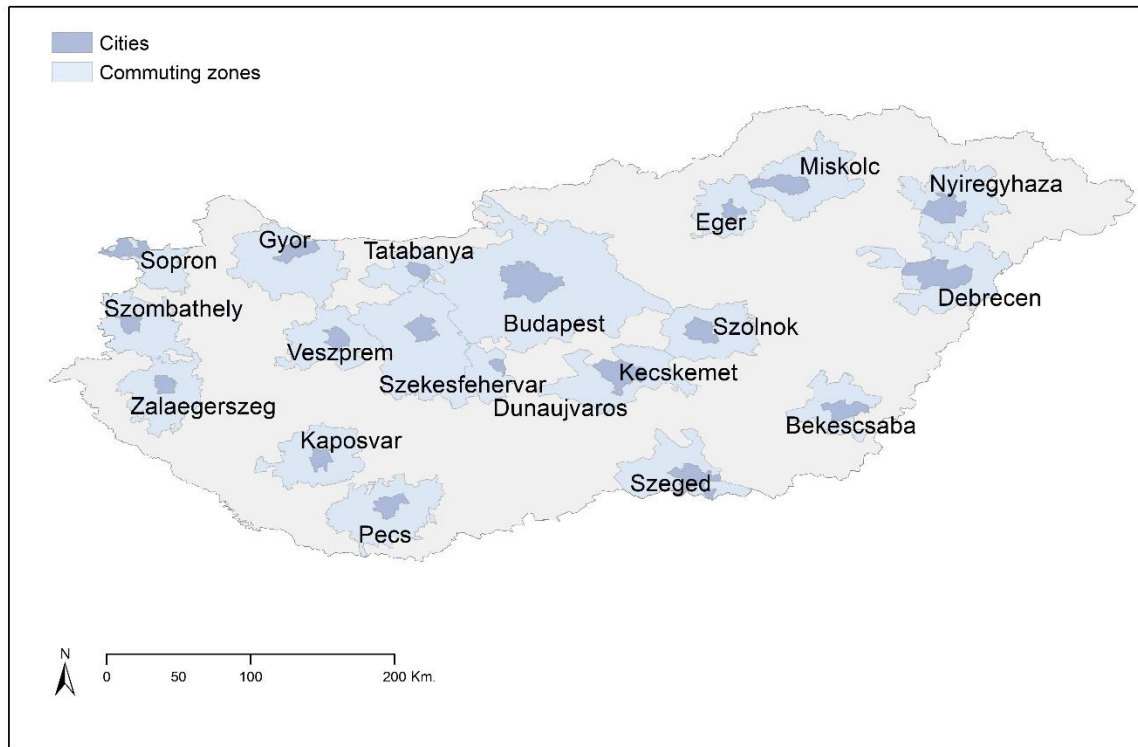 Cities
Commuting zones
Miskolc
Nyiregyhaza
Eger
Gyor
Tatabanya
Sopron
Debrecen
Szombathely
Budapest
Szolnok
Veszprem
Szekesfehervar
Kecskemet
Dunaujvaros
Zalaegerszeg
Bekescsaba
Kaposvar
Szeged
Pecs
N
0 50 100 200 Km.